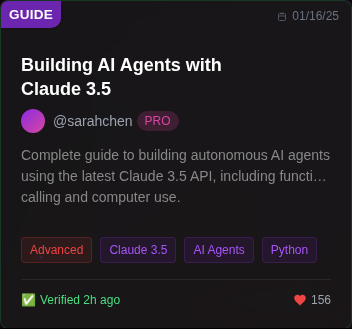 GUIDE
01/16/25
Building AI Agents with
Claude 3.5
@sarahchen PRO
Complete guide to building autonomous AI agents
using the latest Claude 3.5 API, including functi…
calling and computer use.
Advanced Claude 3.5 AI Agents Python
✅ Verified 2h ago
156